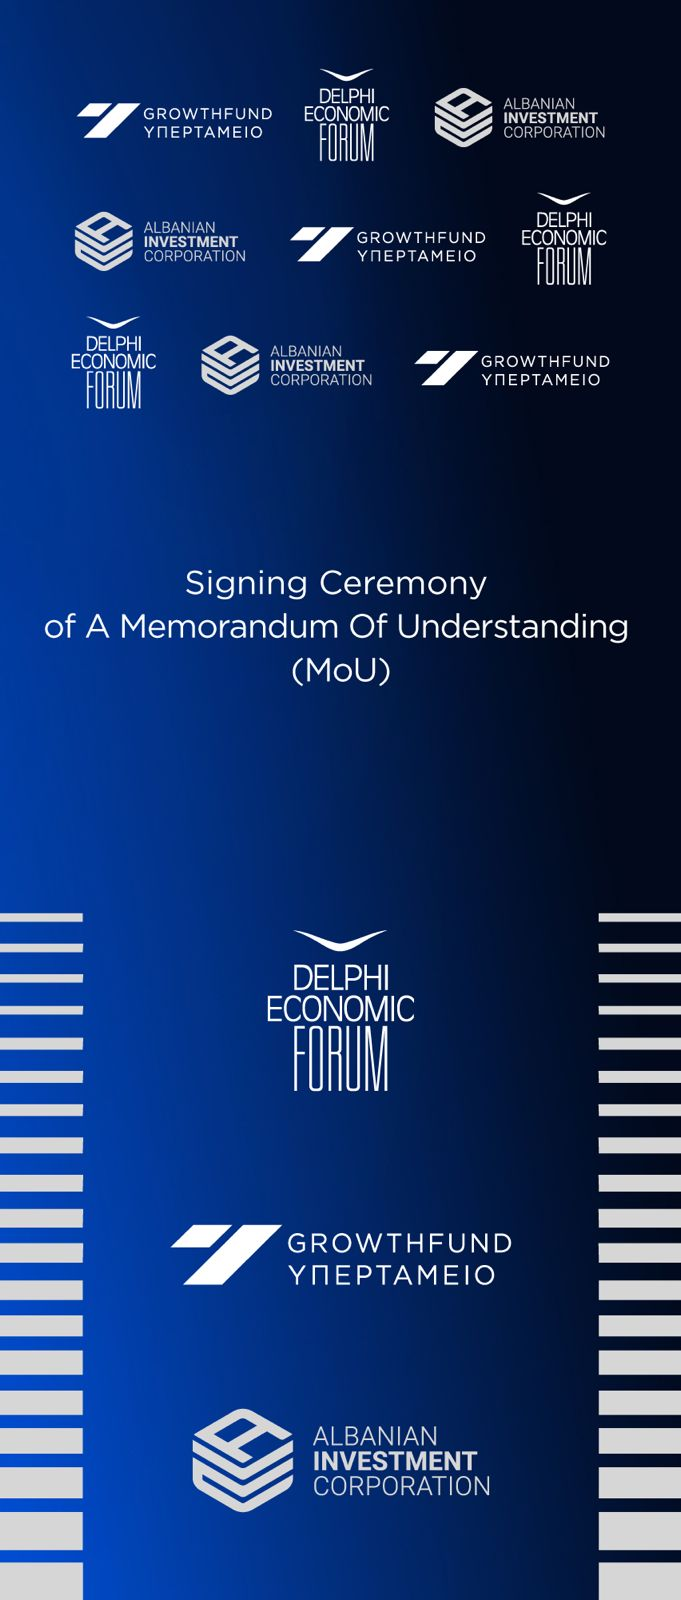 GROWTHFUND
ΥΠΕΡΤΑΜΕΙΟ
DELPHI
ECONOMIC
FORUM
ALBANIAN
INVESTMENT
CORPORATION
ALBANIAN
INVESTMENT
CORPORATION
GROWTHFUND
ΥΠΕΡΤΑΜΕΙΟ
DELPHI
ECONOMIC
FORUM
DELPHI
ECONOMIC
FORUM
ALBANIAN
INVESTMENT
CORPORATION
GROWTHFUND
ΥΠΕΡΤΑΜΕΙΟ
Signing Ceremony
of A Memorandum Of Understanding
(MoU)
DELPHI
ECONOMIC
FORUM
GROWTHFUND
ΥΠΕΡΤΑΜΕΙΟ
ALBANIAN
INVESTMENT
CORPORATION